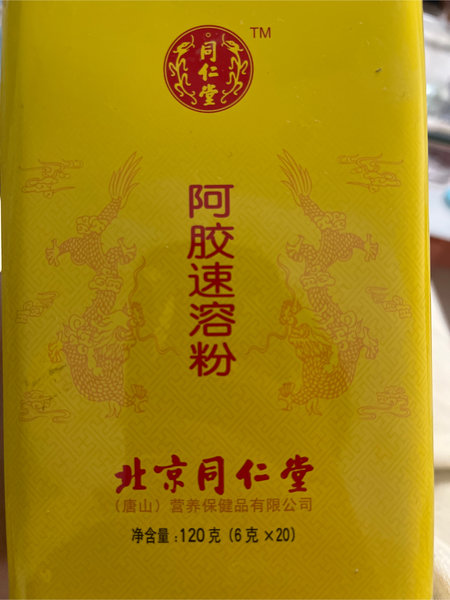 同仁堂
TM
阿胶速溶粉
北京同仁堂
(唐山)营养保健品有限公司
净含量:120克(6克×20)